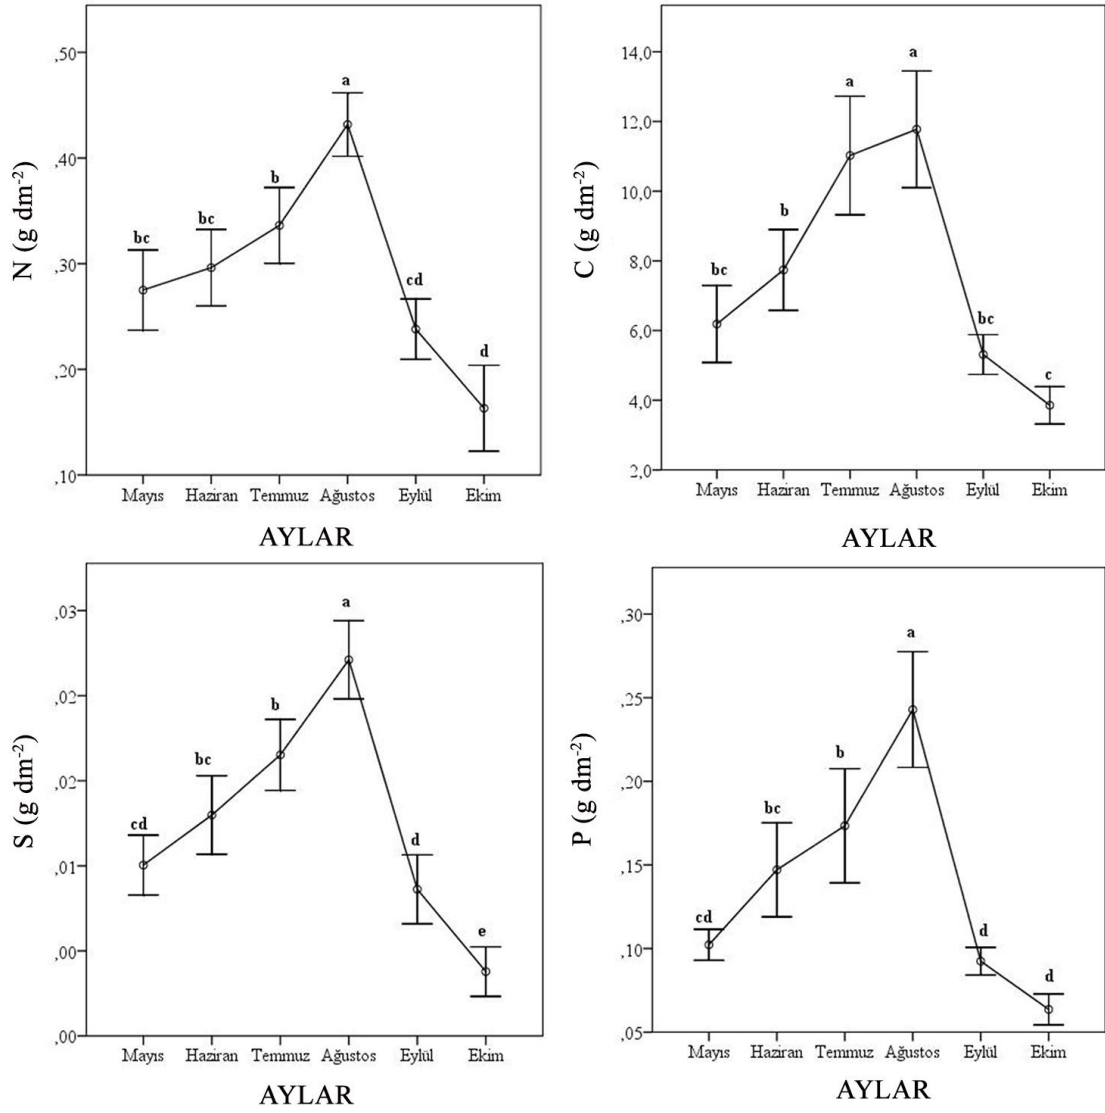 N (g dm⁻²)
,50
,40
,30
,20
,10
bc
bc
b
a
cd
d
Mayıs Haziran Temmuz Ağustos Eylül Ekim
AYLAR
C (g dm⁻²)
14,0
12,0
10,0
8,0
6,0
4,0
2,0
bc
b
a
a
bc
c
Mayıs Haziran Temmuz Ağustos Eylül Ekim
AYLAR
S (g dm⁻²)
,03
,02
,02
,01
,00
,00
cd
bc
b
a
d
e
Mayıs Haziran Temmuz Ağustos Eylül Ekim
AYLAR
P (g dm⁻²)
,30
,25
,20
,15
,10
,05
cd
bc
b
a
d
d
Mayıs Haziran Temmuz Ağustos Eylül Ekim
AYLAR